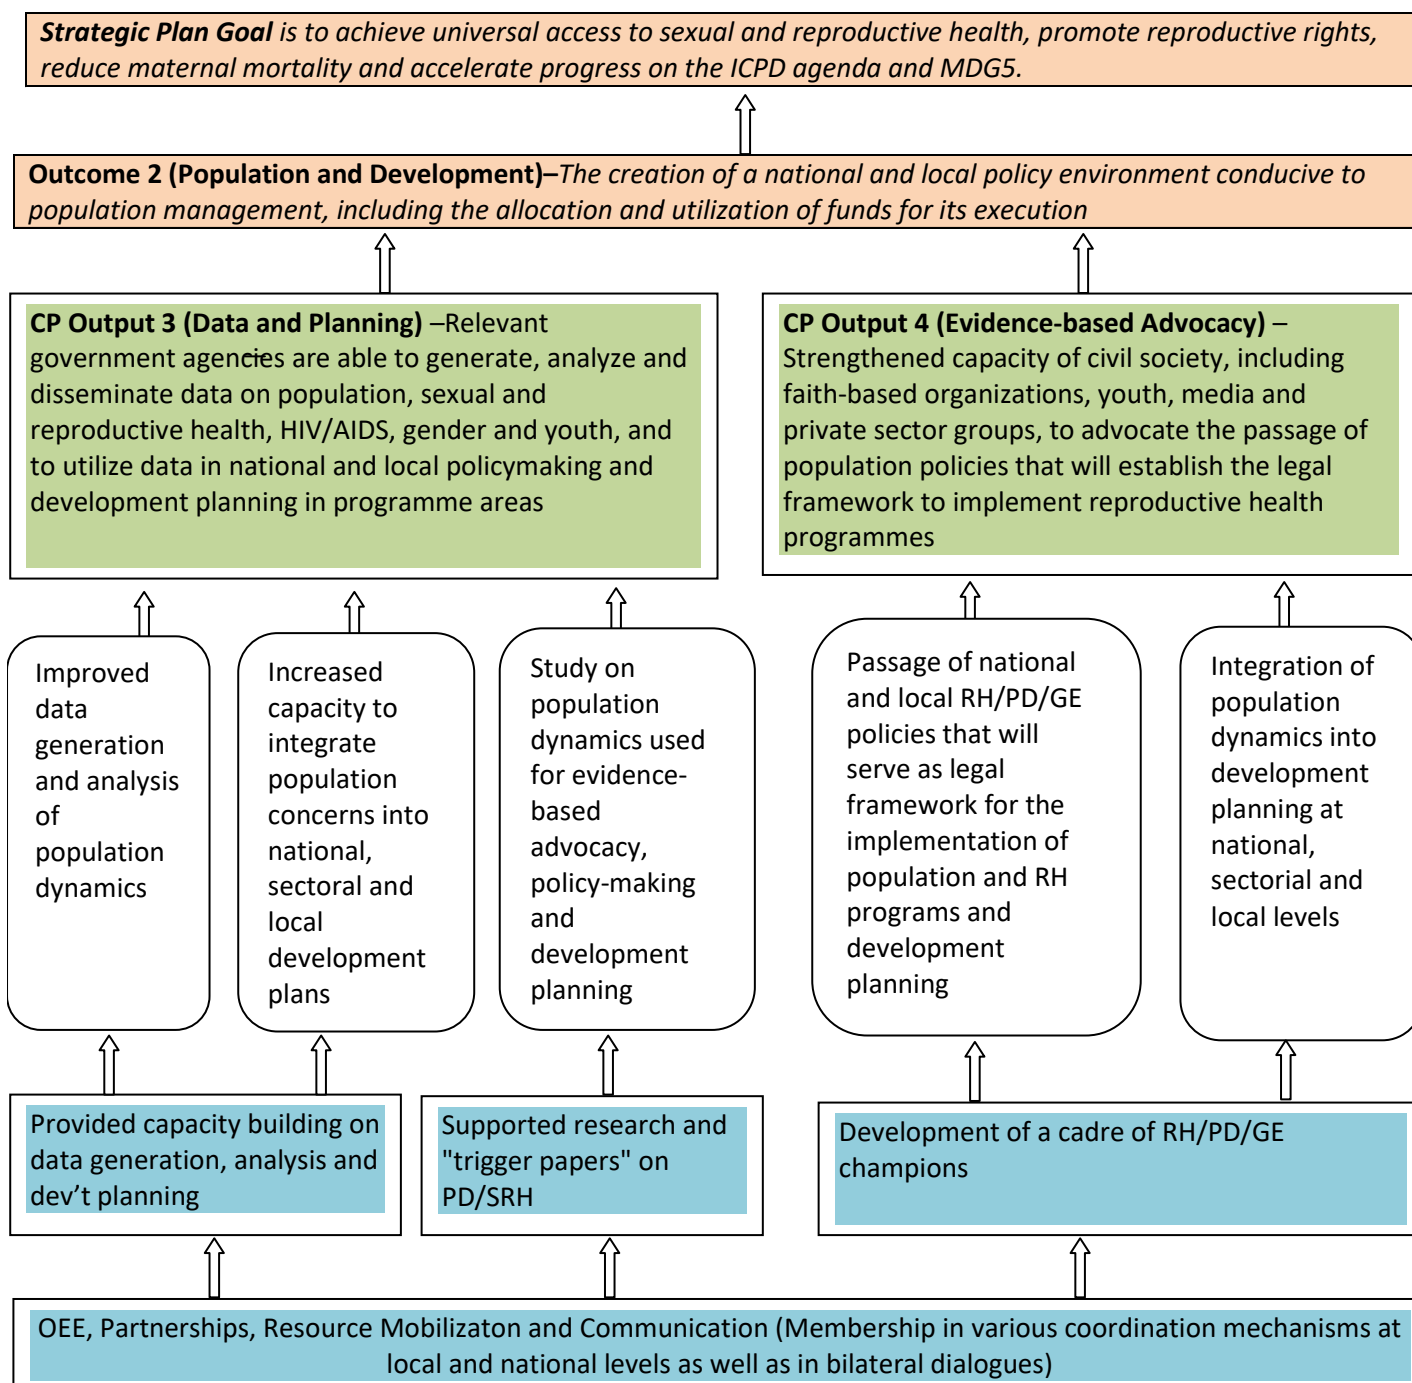 Strategic Plan Goal is to achieve universal access to sexual and reproductive health, promote reproductive rights,
reduce maternal mortality and accelerate progress on the ICPD agenda and MDG5.
Outcome 2 (Population and Development)–The creation of a national and local policy environment conducive to
population management, including the allocation and utilization of funds for its execution
CP Output 3 (Data and Planning) –Relevant
government agencies are able to generate, analyze and
disseminate data on population, sexual and
reproductive health, HIV/AIDS, gender and youth, and
to utilize data in national and local policymaking and
development planning in programme areas
CP Output 4 (Evidence-based Advocacy) –
Strengthened capacity of civil society, including
faith-based organizations, youth, media and
private sector groups, to advocate the passage of
population policies that will establish the legal
framework to implement reproductive health
programmes
Improved
data
generation
and analysis
of
population
dynamics
Increased
capacity to
integrate
population
concerns into
national,
sectoral and
local
development
plans
Study on
population
dynamics used
for evidence-
based
advocacy,
policy-making
and
development
planning
Passage of national
and local RH/PD/GE
policies that will
serve as legal
framework for the
implementation of
population and RH
programs and
development
planning
Integration of
population
dynamics into
development
planning at
national,
sectorial and
local levels
Provided capacity building on
data generation, analysis and
dev’t planning
Supported research and
"trigger papers" on
PD/SRH
Development of a cadre of RH/PD/GE
champions
OEE, Partnerships, Resource Mobilizaton and Communication (Membership in various coordination mechanisms at
local and national levels as well as in bilateral dialogues)